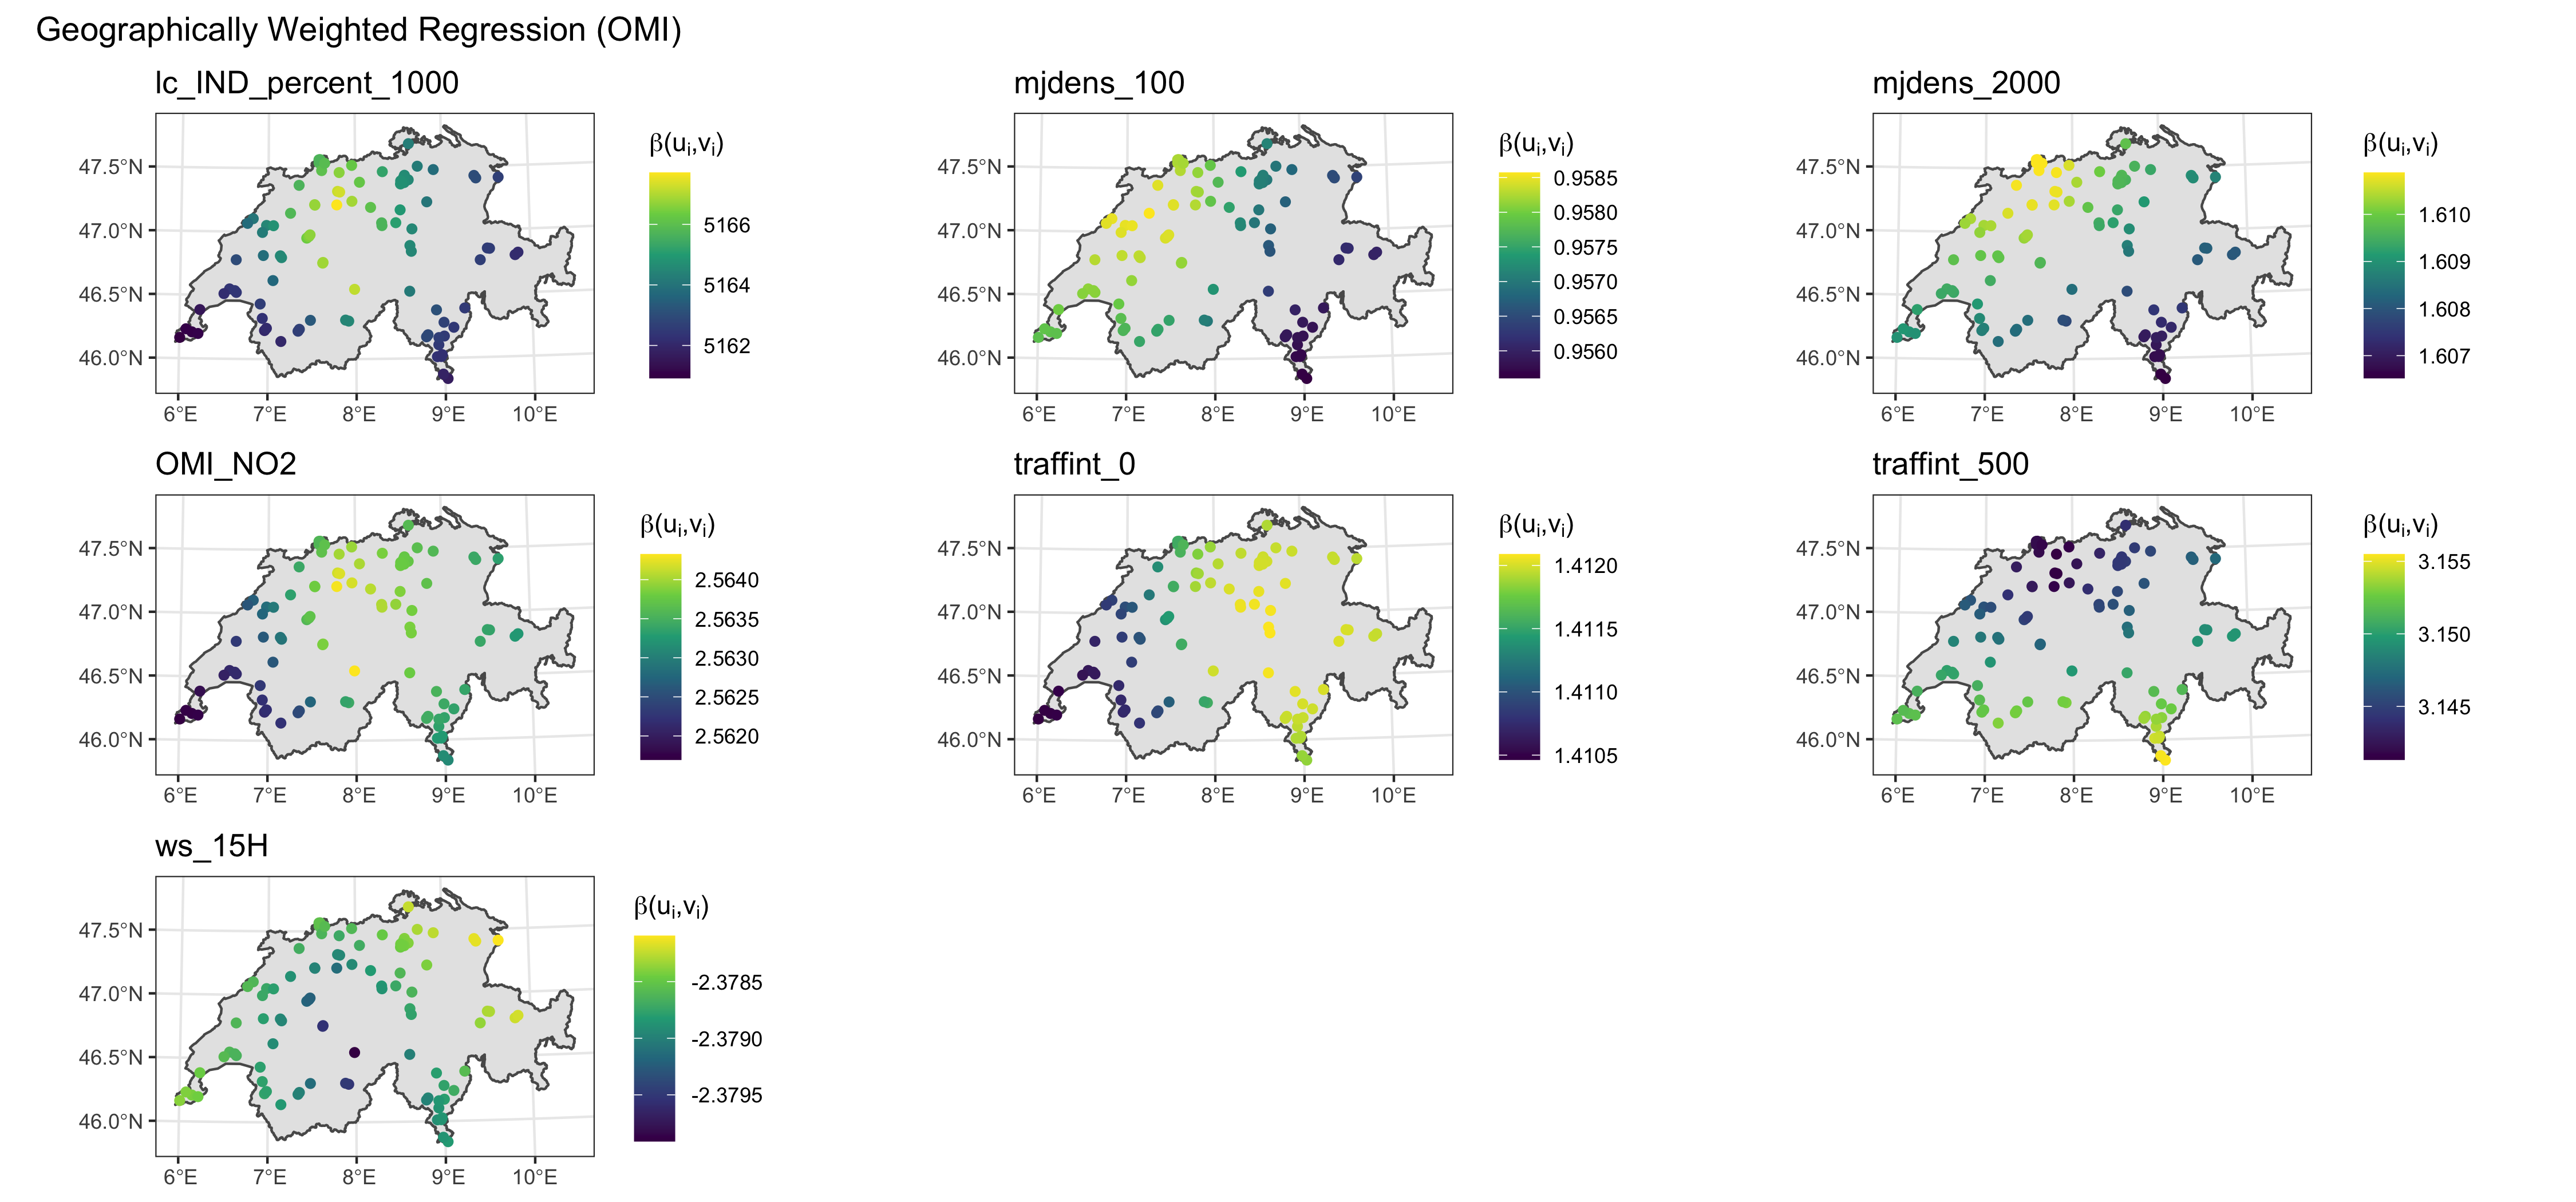 Geographically Weighted Regression (OMI)
lc_IND_percent_1000
β(uᵢ,vᵢ)
47.5°N
47.0°N
46.5°N
46.0°N
6°E 7°E 8°E 9°E 10°E
5166
5164
5162
mjdens_100
β(uᵢ,vᵢ)
47.5°N
47.0°N
46.5°N
46.0°N
6°E 7°E 8°E 9°E 10°E
0.9585
0.9580
0.9575
0.9570
0.9565
0.9560
mjdens_2000
β(uᵢ,vᵢ)
47.5°N
47.0°N
46.5°N
46.0°N
6°E 7°E 8°E 9°E 10°E
1.610
1.609
1.608
1.607
OMI_NO2
β(uᵢ,vᵢ)
47.5°N
47.0°N
46.5°N
46.0°N
6°E 7°E 8°E 9°E 10°E
2.5640
2.5635
2.5630
2.5625
2.5620
traffint_0
β(uᵢ,vᵢ)
47.5°N
47.0°N
46.5°N
46.0°N
6°E 7°E 8°E 9°E 10°E
1.4120
1.4115
1.4110
1.4105
traffint_500
β(uᵢ,vᵢ)
47.5°N
47.0°N
46.5°N
46.0°N
6°E 7°E 8°E 9°E 10°E
3.155
3.150
3.145
ws_15H
β(uᵢ,vᵢ)
47.5°N
47.0°N
46.5°N
46.0°N
6°E 7°E 8°E 9°E 10°E
-2.3785
-2.3790
-2.3795